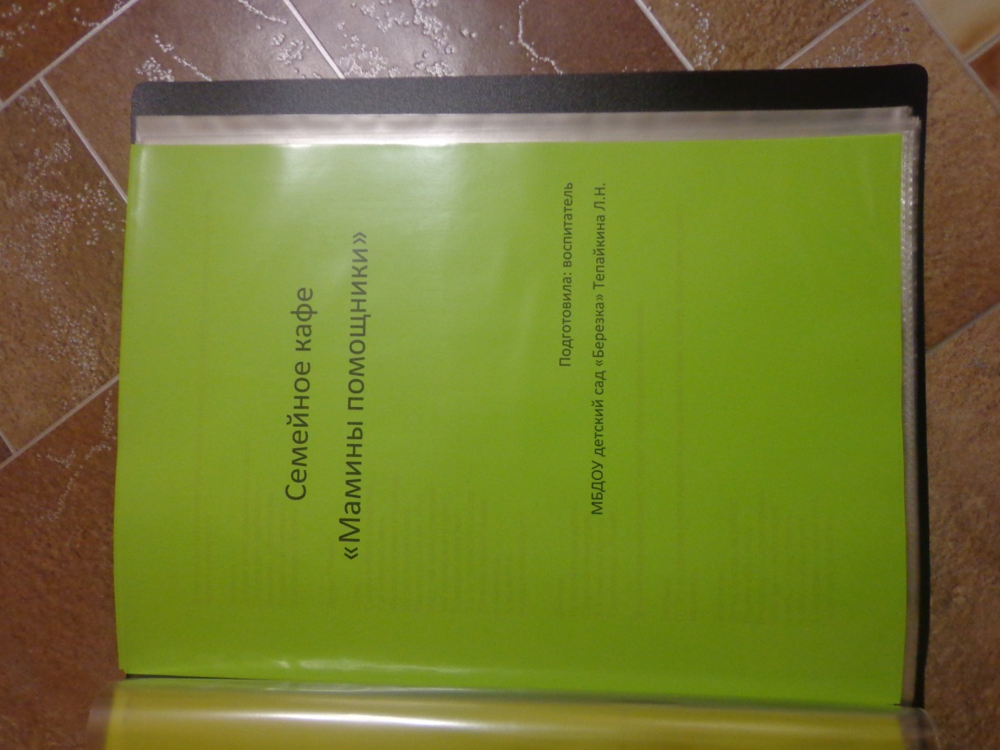 Семейное кафе
«Мамины помощники»
Подготовила: воспитатель
МБДОУ детский сад «Березка» Тепайкина Л.Н.